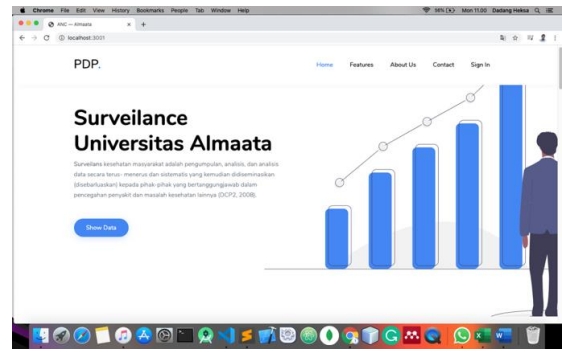 Chrome File Edit View History Bookmarks People Tab Window Help
58% Mon 11.00 Dadang Heksa
ANC — Almaata
localhost:3001
PDP.
Home Features About Us Contact Sign In
Surveilance
Universitas Almaata
Surveilans kesehatan masyarakat adalah pengumpulan, analisis, dan analisis
data secara terus- menerus dan sistematis yang kemudian didiseminasikan
(disebarluaskan) kepada pihak-pihak yang bertanggungjawab dalam
pencegahan penyakit dan masalah kesehatan lainnya (DCP2, 2008).
Show Data